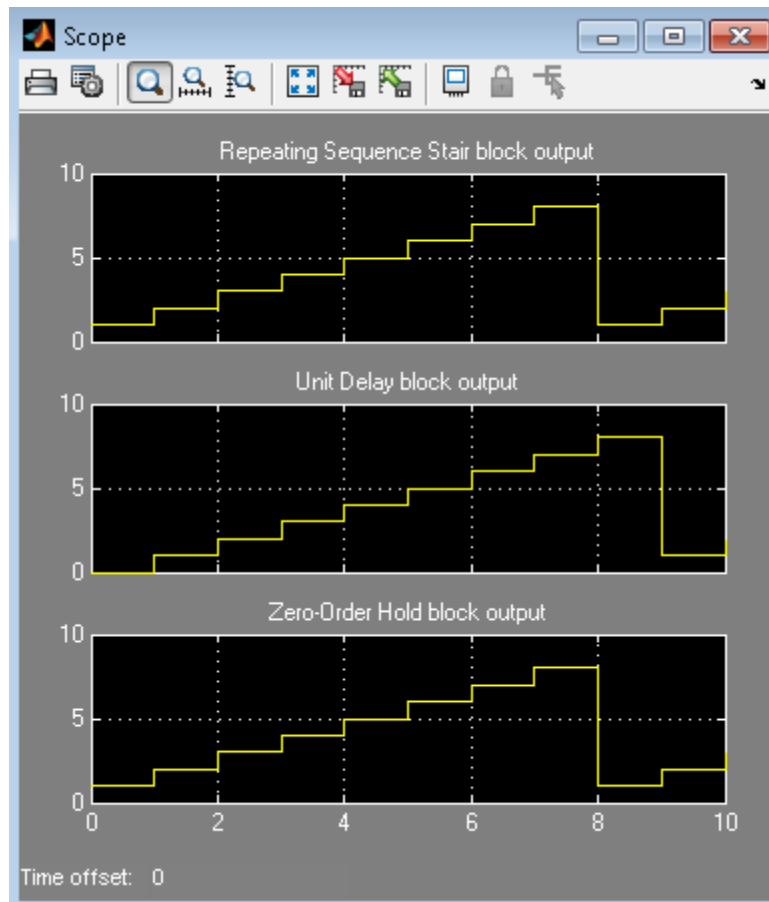 Scope
Repeating Sequence Stair block output
10
5
0
Unit Delay block output
10
5
0
Zero-Order Hold block output
10
5
0
0 2 4 6 8 10
Time offset: 0